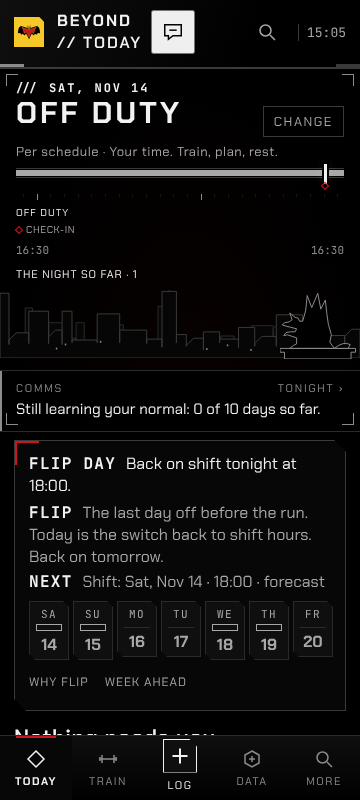 BEYOND
// TODAY
15:05
/// SAT, NOV 14
OFF DUTY
CHANGE
Per schedule · Your time. Train, plan, rest.
OFF DUTY
CHECK-IN
16:30 16:30
THE NIGHT SO FAR · 1
COMMS TONIGHT ›
Still learning your normal: 0 of 10 days so far.
FLIP DAY Back on shift tonight at
18:00.
FLIP The last day off before the run.
Today is the switch back to shift hours.
Back on tomorrow.
NEXT Shift: Sat, Nov 14 · 18:00 · forecast
SA SU MO TU WE TH FR
14 15 16 17 18 19 20
WHY FLIP WEEK AHEAD
Nothing needs you
TODAY TRAIN LOG DATA MORE